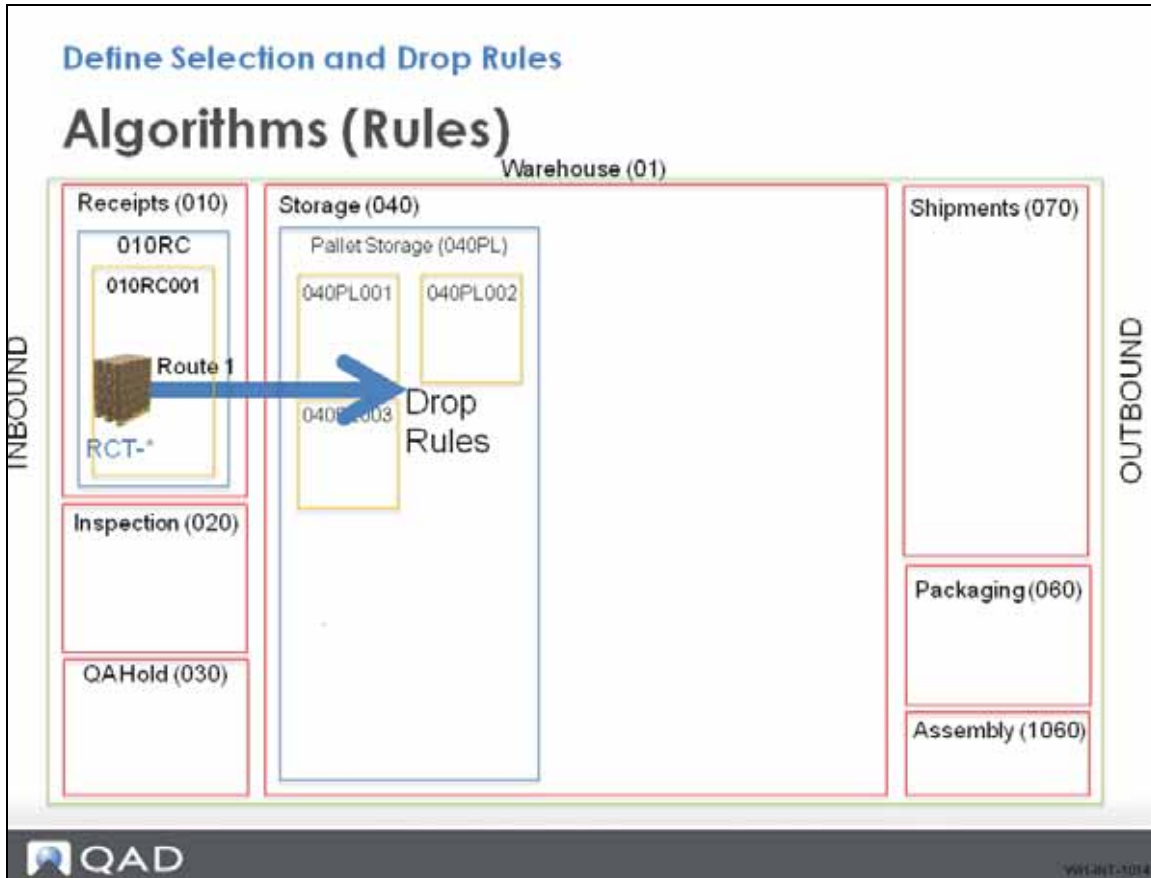 Define Selection and Drop Rules
Algorithms (Rules)
Warehouse (01)
Receipts (010)
010RC
010RC001
Route 1
RCT-*
Storage (040)
Pallet Storage (040PL)
040PL001
040PL002
Drop
Rules
Shipments (070)
Inspection (020)
QAHold (030)
Packaging (060)
Assembly (1060)
INBOUND
OUTBOUND
QAD